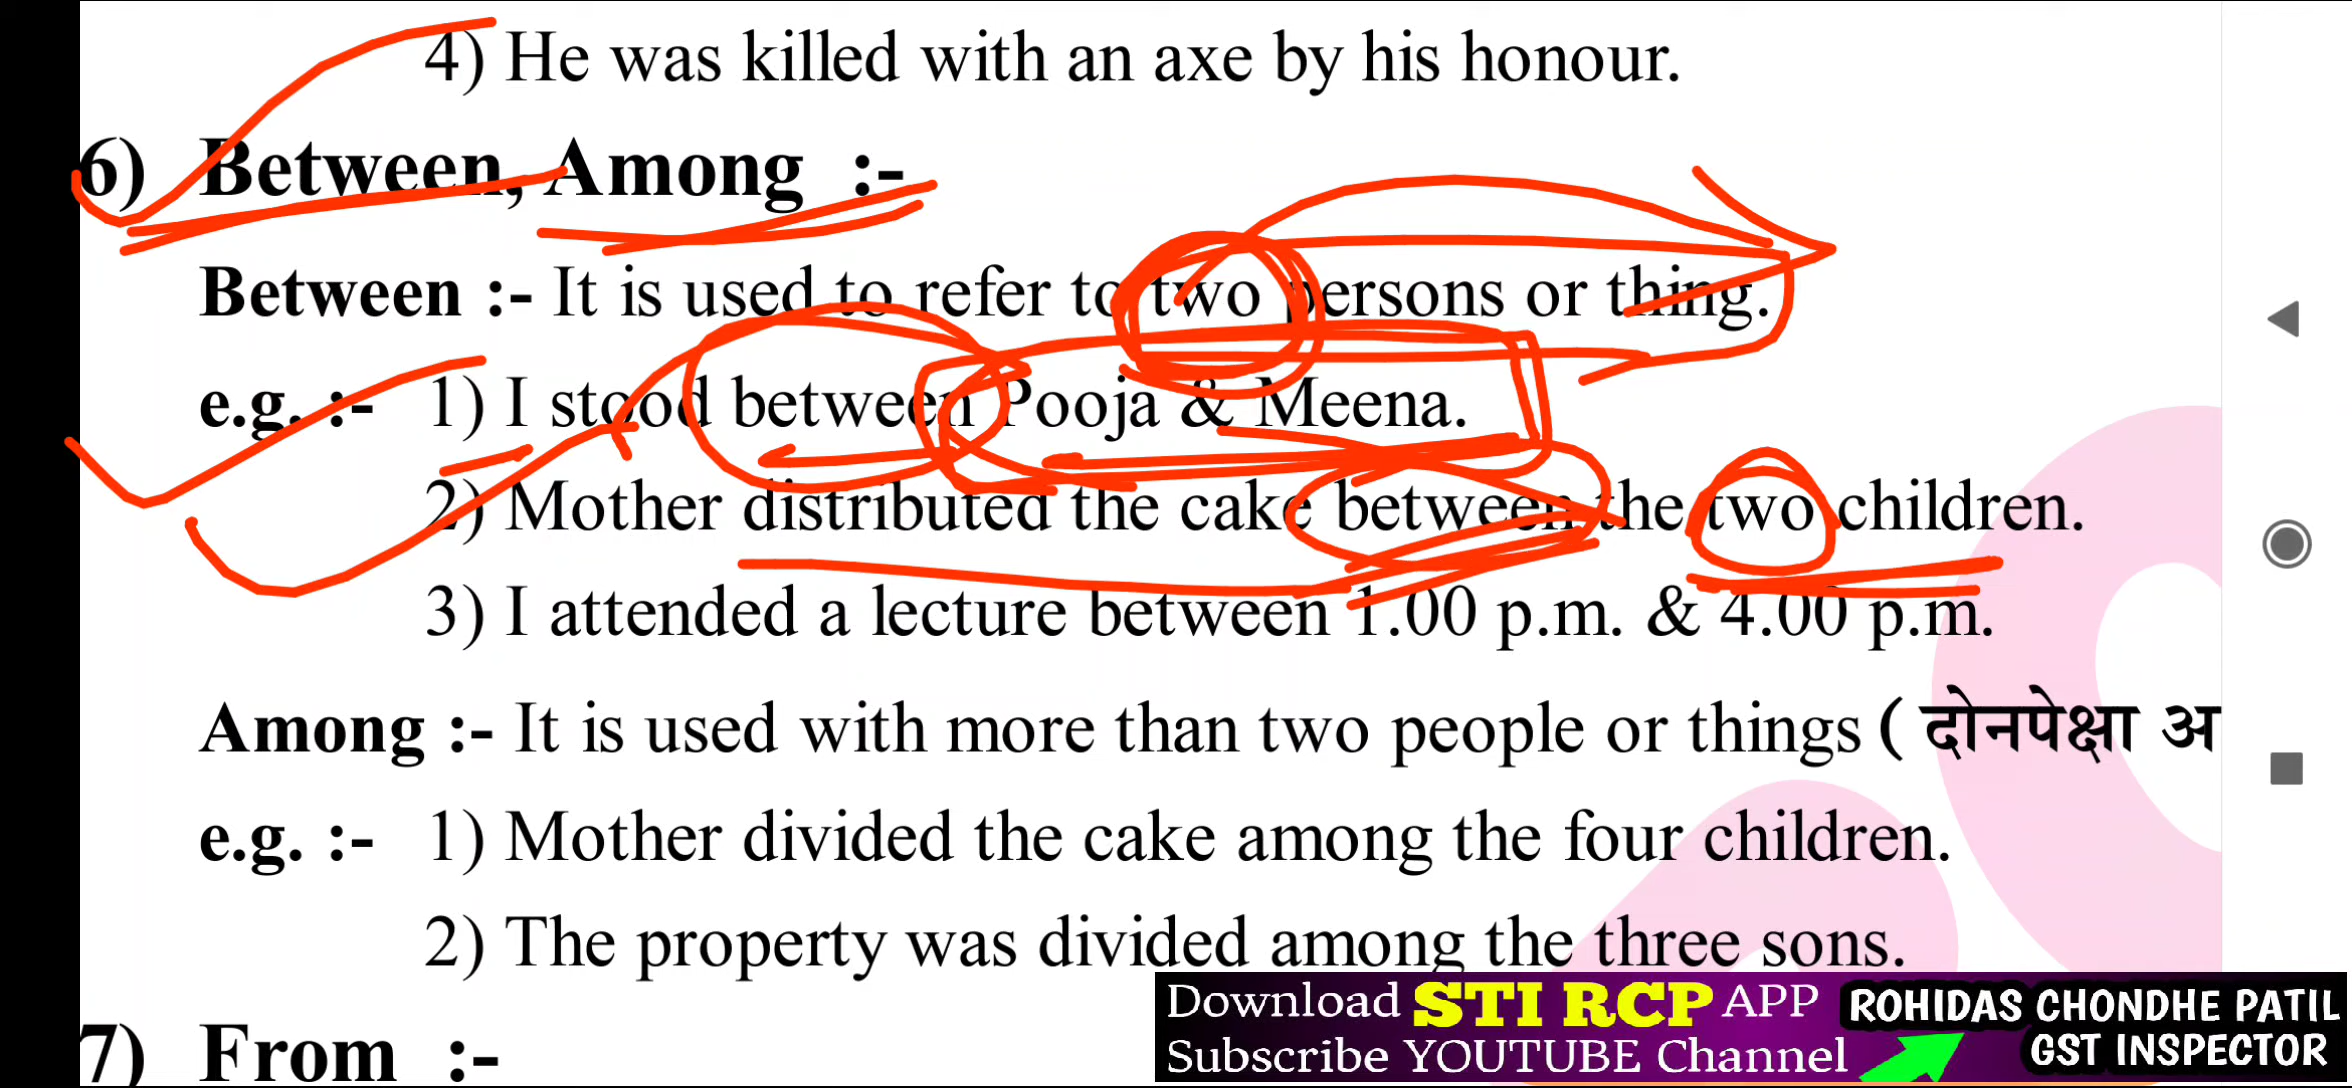 4) He was killed with an axe by his honour.
6) Between, Among :-
Between :- It is used to refer to two persons or thing.
e.g. :- 1) I stood between Pooja & Meena.
2) Mother distributed the cake between the two children.
3) I attended a lecture between 1.00 p.m. & 4.00 p.m.
Among :- It is used with more than two people or things ( दोनपेक्षा अ
e.g. :- 1) Mother divided the cake among the four children.
2) The property was divided among the three sons.
7) From :-
Download STI RCP APP ROHIDAS CHONDHE PATIL
Subscribe YOUTUBE Channel GST INSPECTOR